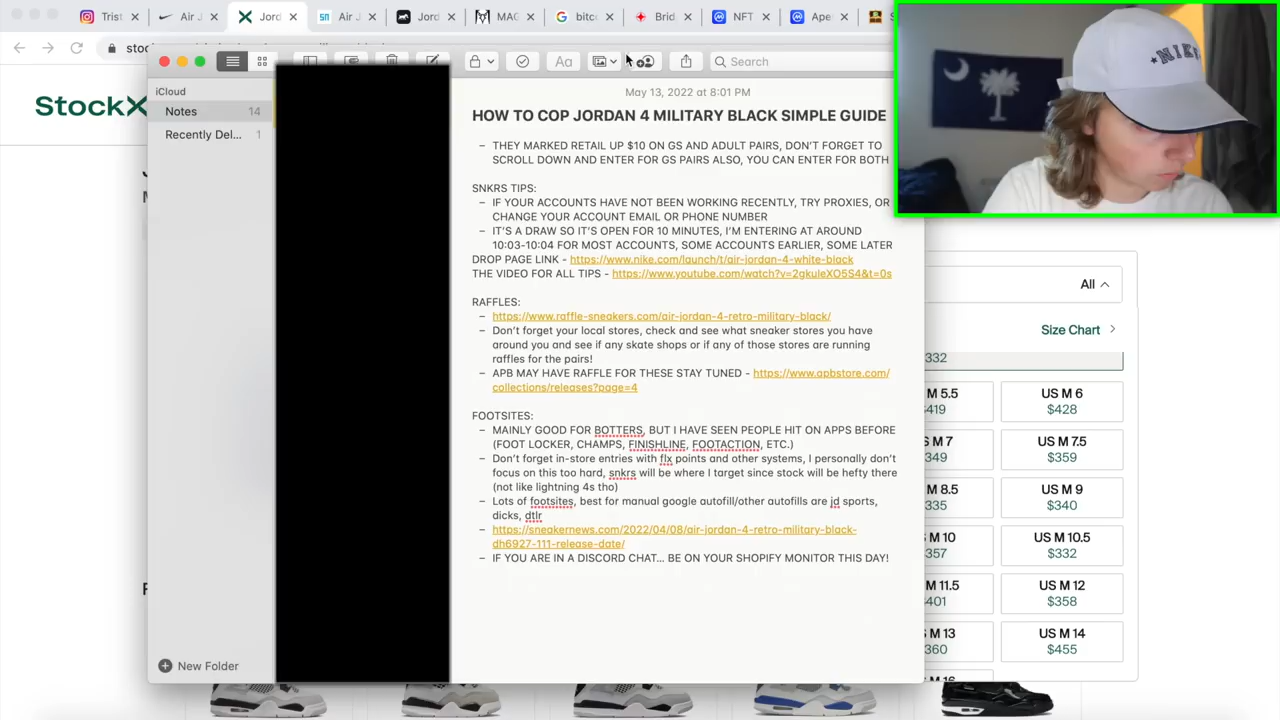 Trist
Air J
Jord
Air J
Jord
MAG
bitco
Brid
NFT
Ape
stoc
StockX
Search
iCloud
Notes 14
Recently Del... 1
New Folder
May 13, 2022 at 8:01 PM
HOW TO COP JORDAN 4 MILITARY BLACK SIMPLE GUIDE
– THEY MARKED RETAIL UP $10 ON GS AND ADULT PAIRS, DON'T FORGET TO
SCROLL DOWN AND ENTER FOR GS PAIRS ALSO, YOU CAN ENTER FOR BOTH
SNKRS TIPS:
– IF YOUR ACCOUNTS HAVE NOT BEEN WORKING RECENTLY, TRY PROXIES, OR
CHANGE YOUR ACCOUNT EMAIL OR PHONE NUMBER
– IT'S A DRAW SO IT'S OPEN FOR 10 MINUTES, I'M ENTERING AT AROUND
10:03-10:04 FOR MOST ACCOUNTS, SOME ACCOUNTS EARLIER, SOME LATER
DROP PAGE LINK - https://www.nike.com/launch/t/air-jordan-4-white-black
THE VIDEO FOR ALL TIPS - https://www.youtube.com/watch?v=2gkuleXO5S4&t=0s
RAFFLES:
– https://www.raffle-sneakers.com/air-jordan-4-retro-military-black/
– Don't forget your local stores, check and see what sneaker stores you have
around you and see if any skate shops or if any of those stores are running
raffles for the pairs!
– APB MAY HAVE RAFFLE FOR THESE STAY TUNED - https://www.apbstore.com/
collections/releases?page=4
FOOTSITES:
– MAINLY GOOD FOR BOTTERS, BUT I HAVE SEEN PEOPLE HIT ON APPS BEFORE
(FOOT LOCKER, CHAMPS, FINISHLINE, FOOTACTION, ETC.)
– Don't forget in-store entries with flx points and other systems, I personally don't
focus on this too hard, snkrs will be where I target since stock will be hefty there
(not like lightning 4s tho)
– Lots of footsites, best for manual google autofill/other autofills are jd sports,
dicks, dtlr
– https://sneakernews.com/2022/04/08/air-jordan-4-retro-military-black-
dh6927-111-release-date/
– IF YOU ARE IN A DISCORD CHAT... BE ON YOUR SHOPIFY MONITOR THIS DAY!
NIKE
All
Size Chart
332
M 5.5 US M 6
419 $428
M 7 US M 7.5
349 $359
M 8.5 US M 9
335 $340
M 10 US M 10.5
357 $332
M 11.5 US M 12
401 $358
M 13 US M 14
360 $455